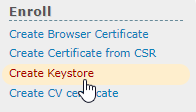 Enroll
Create Browser Certificate
Create Certificate from CSR
Create Keystore
Create CV certificate